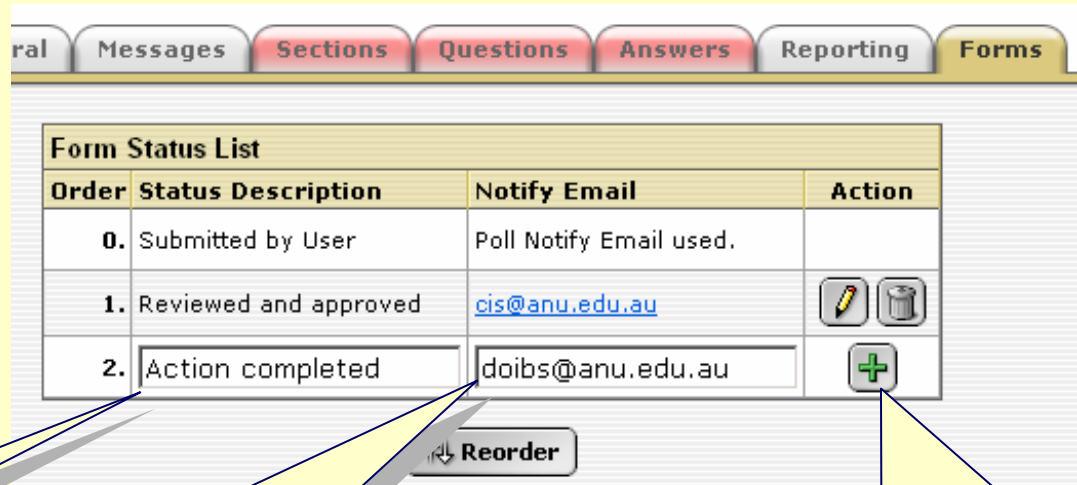 ral Messages Sections Questions Answers Reporting Forms
Form Status List
Order Status Description Notify Email Action
0. Submitted by User Poll Notify Email used.
1. Reviewed and approved cis@anu.edu.au
2. Action completed doibs@anu.edu.au
Reorder